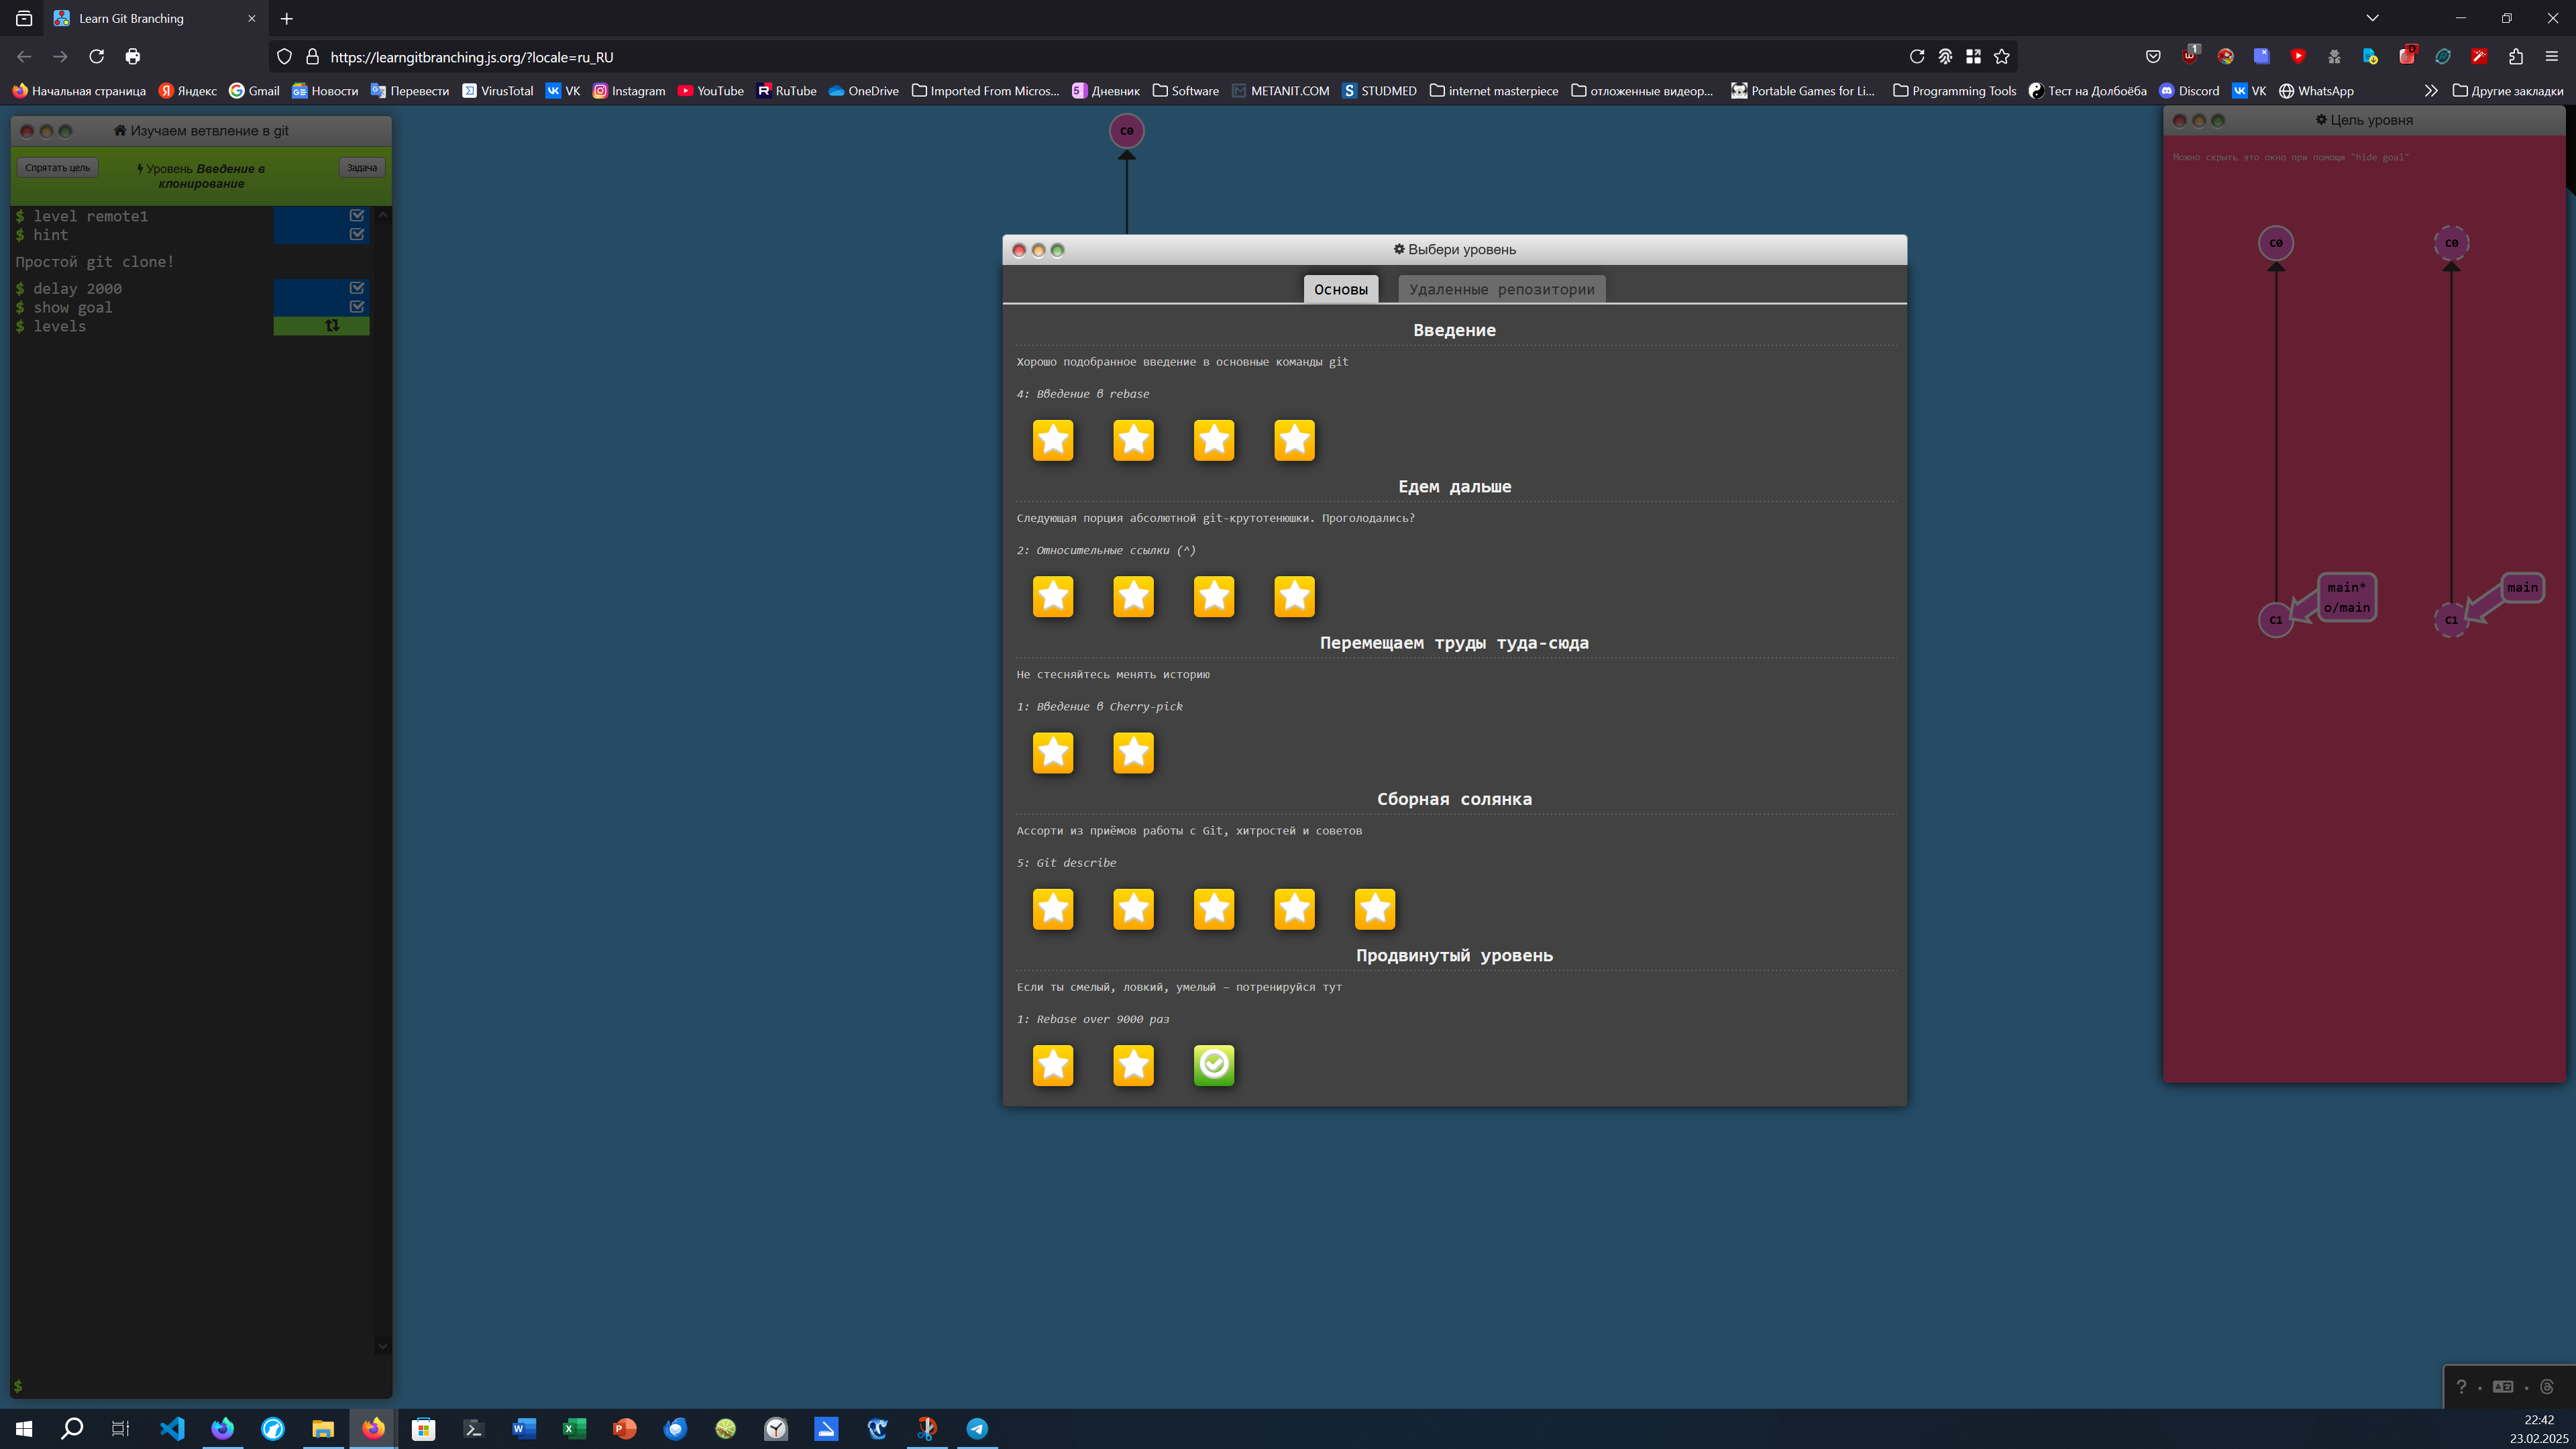 Learn Git Branching
https://learngitbranching.js.org/?locale=ru_RU
1
Начальная страница Яндекс Gmail Новости Перевести VirusTotal VK Instagram YouTube RuTube OneDrive Imported From Micros... Дневник Software METANIT.COM STUDMED internet masterpiece отложенные видеор... Portable Games for Li... Programming Tools Тест на Долбоёба Discord VK WhatsApp Другие закладки
Изучаем ветвление в git
Спрятать цель
Уровень Введение в
клонирование
Задача
$ level remote1
$ hint
Простой git clone!
$ delay 2000
$ show goal
$ levels
$
C0
Выбери уровень
Основы Удаленные репозитории
Введение
Хорошо подобранное введение в основные команды git
4: Введение в rebase
Едем дальше
Следующая порция абсолютной git-крутотенюшки. Проголодались?
2: Относительные ссылки (^)
Перемещаем труды туда-сюда
Не стесняйтесь менять историю
1: Введение в Cherry-pick
Сборная солянка
Ассорти из приёмов работы с Git, хитростей и советов
5: Git describe
Продвинутый уровень
Если ты смелый, ловкий, умелый – потренируйся тут
1: Rebase over 9000 раз
Цель уровня
Можно скрыть это окно при помощи "hide goal"
C0 C0
main* main
o/main
C1 C1
22:42
23.02.2025